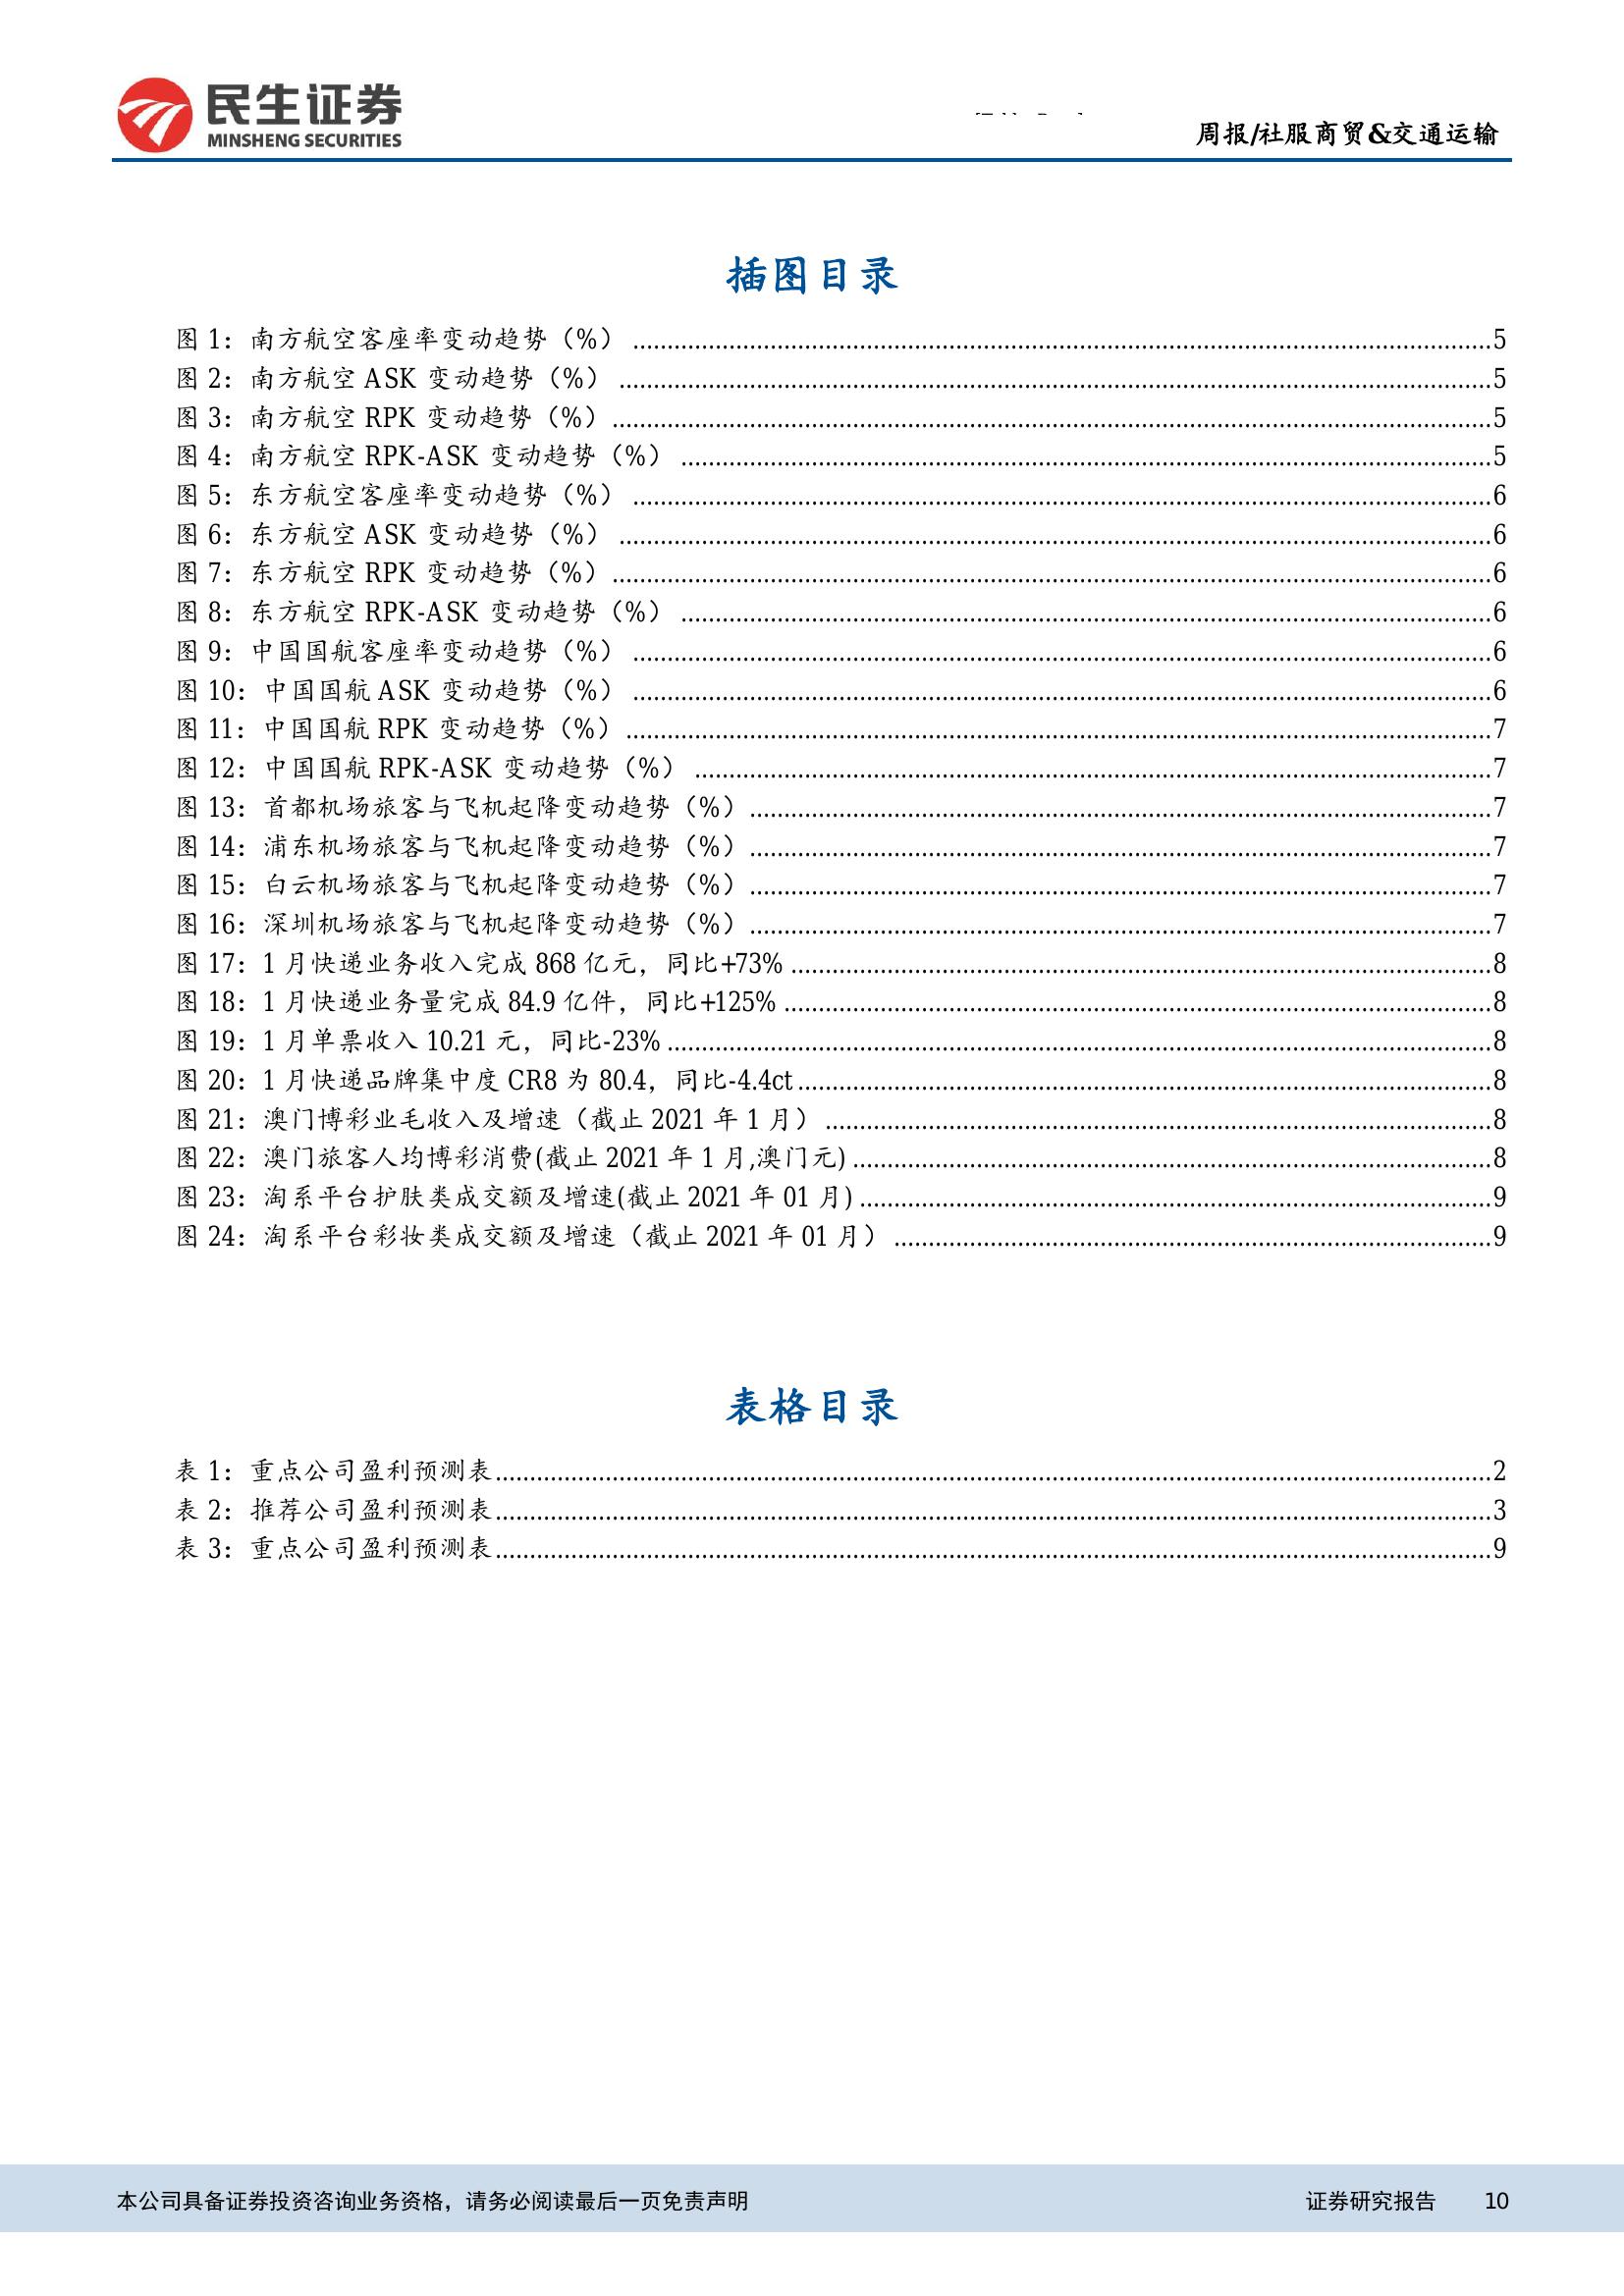 民生证券
MINSHENG SECURITIES
周报/社服商贸&交通运输
插图目录
图 1：南方航空客座率变动趋势（%） ........ 5
图 2：南方航空 ASK 变动趋势（%） ........ 5
图 3：南方航空 RPK 变动趋势（%） ........ 5
图 4：南方航空 RPK-ASK 变动趋势（%） ........ 5
图 5：东方航空客座率变动趋势（%） ........ 6
图 6：东方航空 ASK 变动趋势（%） ........ 6
图 7：东方航空 RPK 变动趋势（%） ........ 6
图 8：东方航空 RPK-ASK 变动趋势（%） ........ 6
图 9：中国国航客座率变动趋势（%） ........ 6
图 10：中国国航 ASK 变动趋势（%） ........ 6
图 11：中国国航 RPK 变动趋势（%） ........ 7
图 12：中国国航 RPK-ASK 变动趋势（%） ........ 7
图 13：首都机场旅客与飞机起降变动趋势（%） ........ 7
图 14：浦东机场旅客与飞机起降变动趋势（%） ........ 7
图 15：白云机场旅客与飞机起降变动趋势（%） ........ 7
图 16：深圳机场旅客与飞机起降变动趋势（%） ........ 7
图 17：1 月快递业务收入完成 868 亿元，同比+73% ........ 8
图 18：1 月快递业务量完成 84.9 亿件，同比+125% ........ 8
图 19：1 月单票收入 10.21 元，同比-23% ........ 8
图 20：1 月快递品牌集中度 CR8 为 80.4，同比-4.4ct ........ 8
图 21：澳门博彩业毛收入及增速（截止 2021 年 1 月） ........ 8
图 22：澳门旅客人均博彩消费(截止 2021 年 1 月,澳门元) ........ 8
图 23：淘系平台护肤类成交额及增速(截止 2021 年 01 月) ........ 9
图 24：淘系平台彩妆类成交额及增速（截止 2021 年 01 月） ........ 9
表格目录
表 1：重点公司盈利预测表 ........ 2
表 2：推荐公司盈利预测表 ........ 3
表 3：重点公司盈利预测表 ........ 9
本公司具备证券投资咨询业务资格，请务必阅读最后一页免责声明 证券研究报告 10